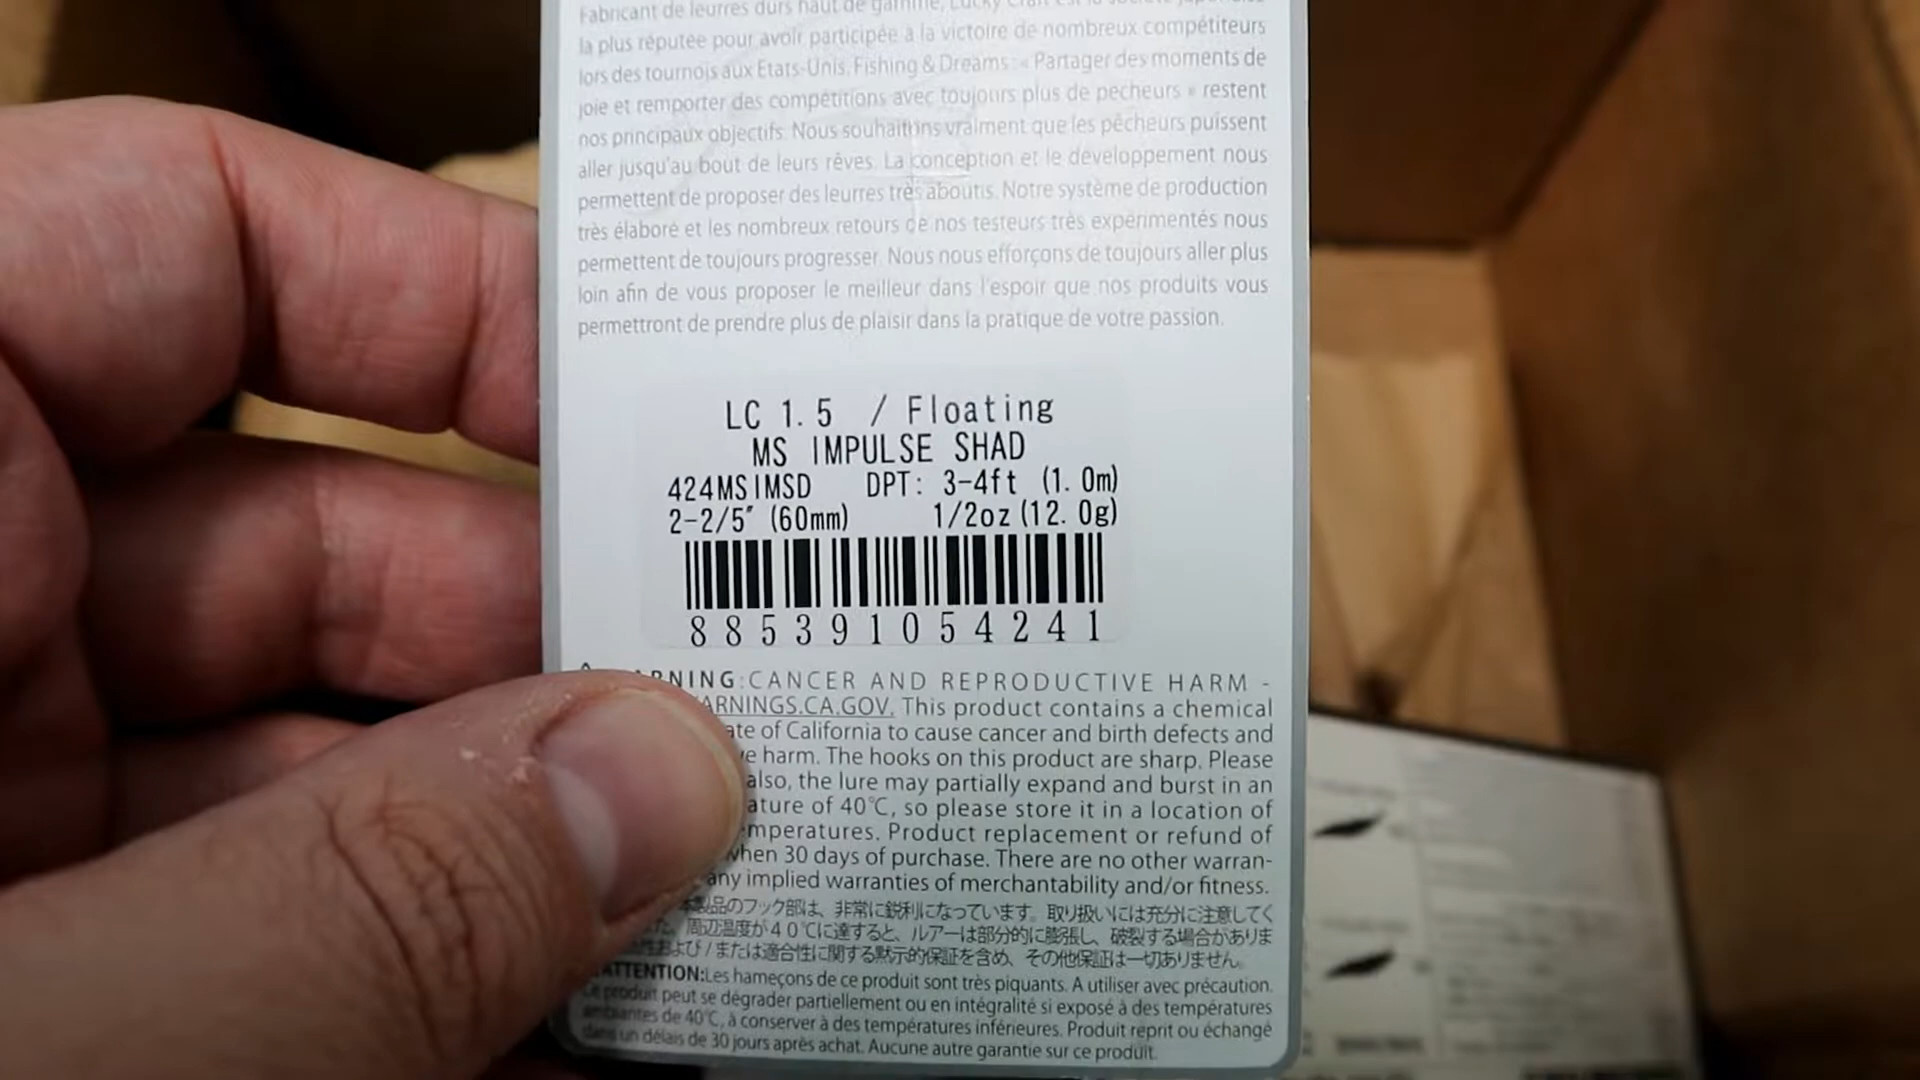 Fabricant de leurres durs haut de gamme, Lucky Craft est la société japonaise
la plus réputée pour avoir participée à la victoire de nombreux compétiteurs
lors des tournois aux Etats-Unis. Fishing & Dreams : « Partager des moments de
joie et remporter des compétitions avec toujours plus de pecheurs » restent
nos principaux objectifs. Nous souhaitons vraiment que les pêcheurs puissent
aller jusqu'au bout de leurs rêves. La conception et le développement nous
permettent de proposer des leurres très aboutis. Notre système de production
très élaboré et les nombreux retours de nos testeurs très expérimentés nous
permettent de toujours progresser. Nous nous efforçons de toujours aller plus
loin afin de vous proposer le meilleur dans l'espoir que nos produits vous
permettront de prendre plus de plaisir dans la pratique de votre passion.
LC 1.5 / Floating
MS IMPULSE SHAD
424MSIMSD DPT: 3-4ft (1.0m)
2-2/5" (60mm) 1/2oz (12.0g)
885391054241
RNING:CANCER AND REPRODUCTIVE HARM -
ARNINGS.CA.GOV. This product contains a chemical
ate of California to cause cancer and birth defects and
e harm. The hooks on this product are sharp. Please
also, the lure may partially expand and burst in an
ature of 40℃, so please store it in a location of
mperatures. Product replacement or refund of
when 30 days of purchase. There are no other warran-
any implied warranties of merchantability and/or fitness.
本製品のフック部は、非常に鋭利になっています。取り扱いには充分に注意してく
た、周辺温度が40℃に達すると、ルアーは部分的に膨張し、破裂する場合がありま
性および/または適合性に関する黙示的保証を含め、その他保証は一切ありません。
ATTENTION:Les hameçons de ce produit sont très piquants. A utiliser avec précaution.
Ce produit peut se dégrader partiellement ou en intégralité si exposé à des températures
ambiantes de 40℃, à conserver à des températures inférieures. Produit reprit ou échangé
dans un délais de 30 jours après achat. Aucune autre garantie sur ce produit.